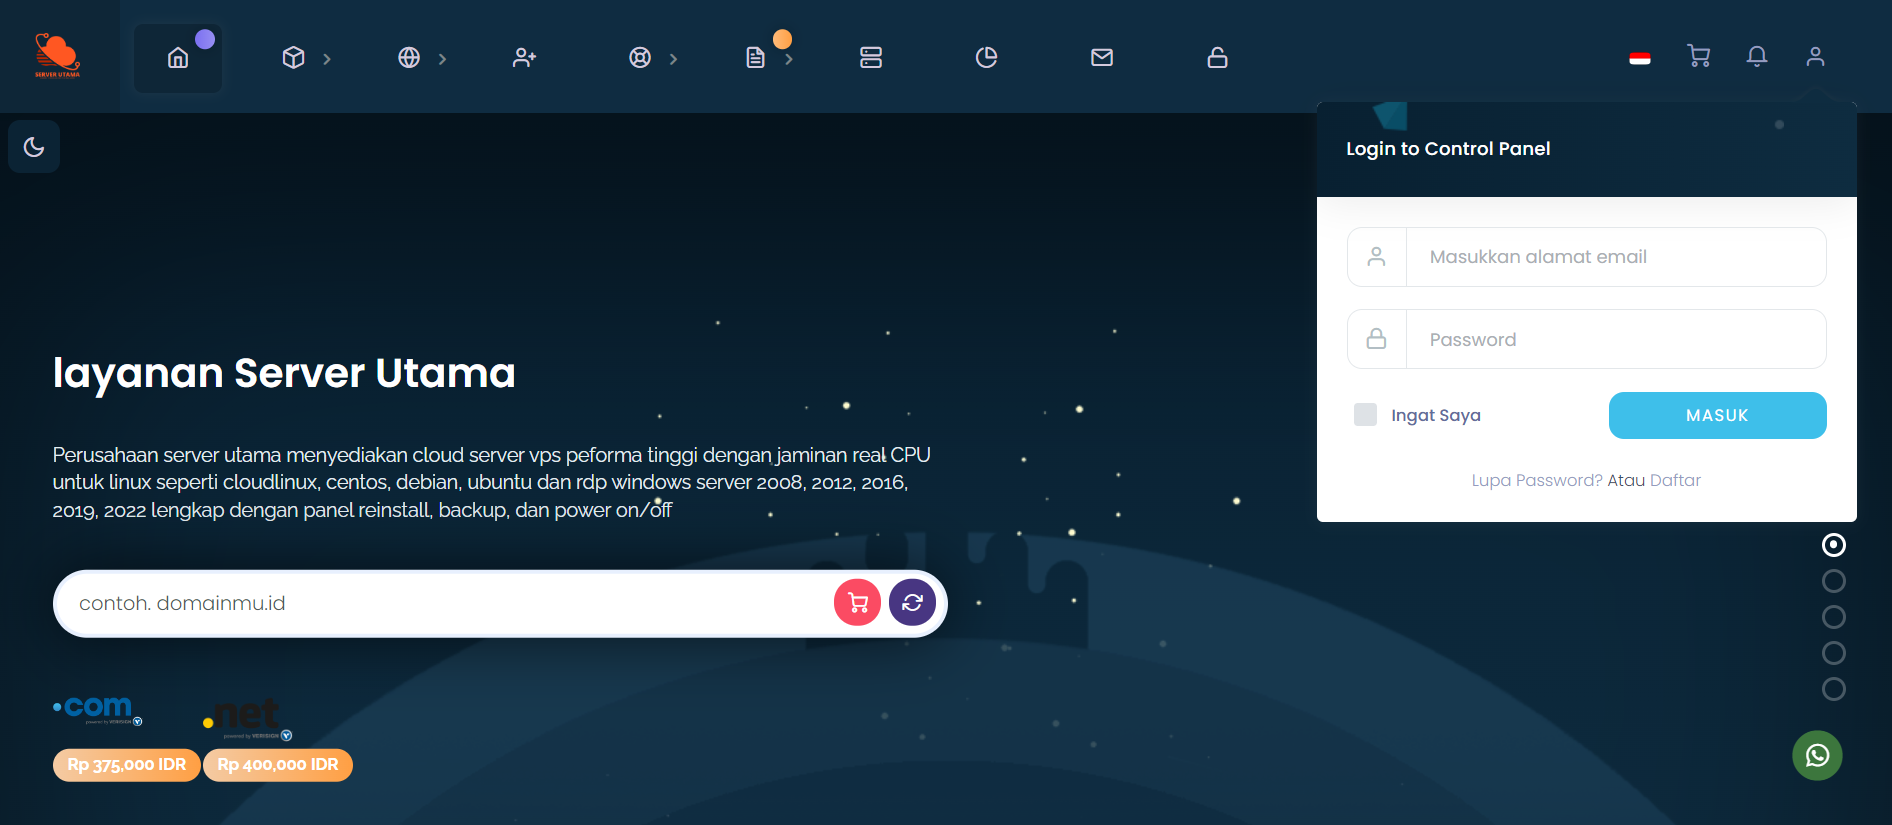 SERVER UTAMA
Login to Control Panel
Masukkan alamat email
Password
Ingat Saya
MASUK
Lupa Password? Atau Daftar
layanan Server Utama
Perusahaan server utama menyediakan cloud server vps peforma tinggi dengan jaminan real CPU
untuk linux seperti cloudlinux, centos, debian, ubuntu dan rdp windows server 2008, 2012, 2016,
2019, 2022 lengkap dengan panel reinstall, backup, dan power on/off
contoh. domainmu.id
.com
powered by VERISIGN
.net
powered by VERISIGN
Rp 375,000 IDR
Rp 400,000 IDR